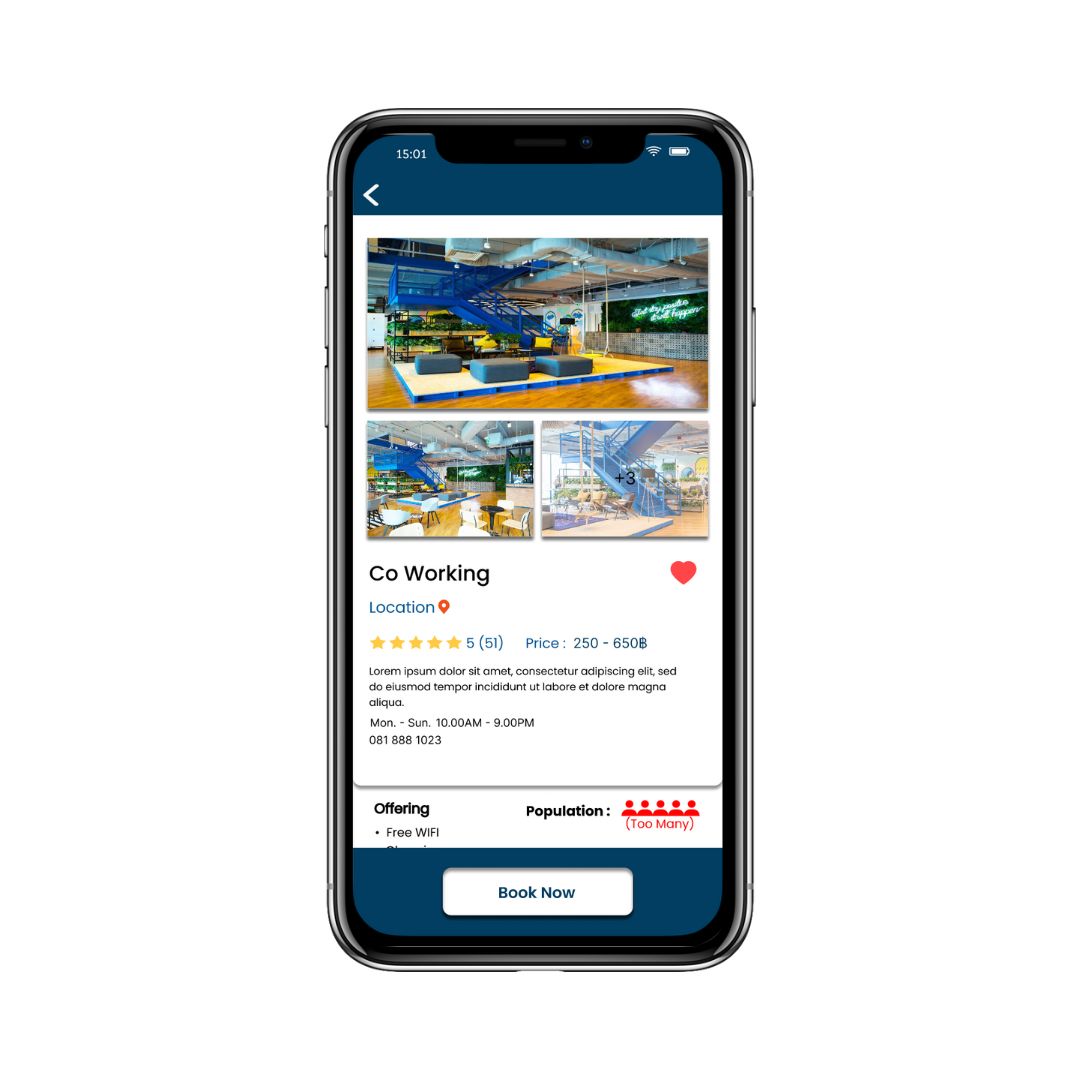 15:01
+3
Co Working
Location
5 (51) Price : 250 - 650฿
Lorem ipsum dolor sit amet, consectetur adipiscing elit, sed
do eiusmod tempor incididunt ut labore et dolore magna
aliqua.
Mon. - Sun. 10.00AM - 9.00PM
081 888 1023
Offering
Population :
(Too Many)
• Free WIFI
Book Now